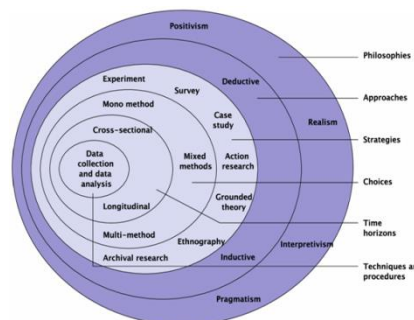 Positivism
Philosophies
Experiment
Deductive
Approaches
Survey
Mono method
Case
study
Realism
Strategies
Cross-sectional
Data
collection
and data
analysis
Mixed
methods
Action
research
Choices
Longitudinal
Grounded
theory
Time
horizons
Multi-method
Ethnography
Interpretivism
Archival research
Inductive
Techniques a
procedures
Pragmatism